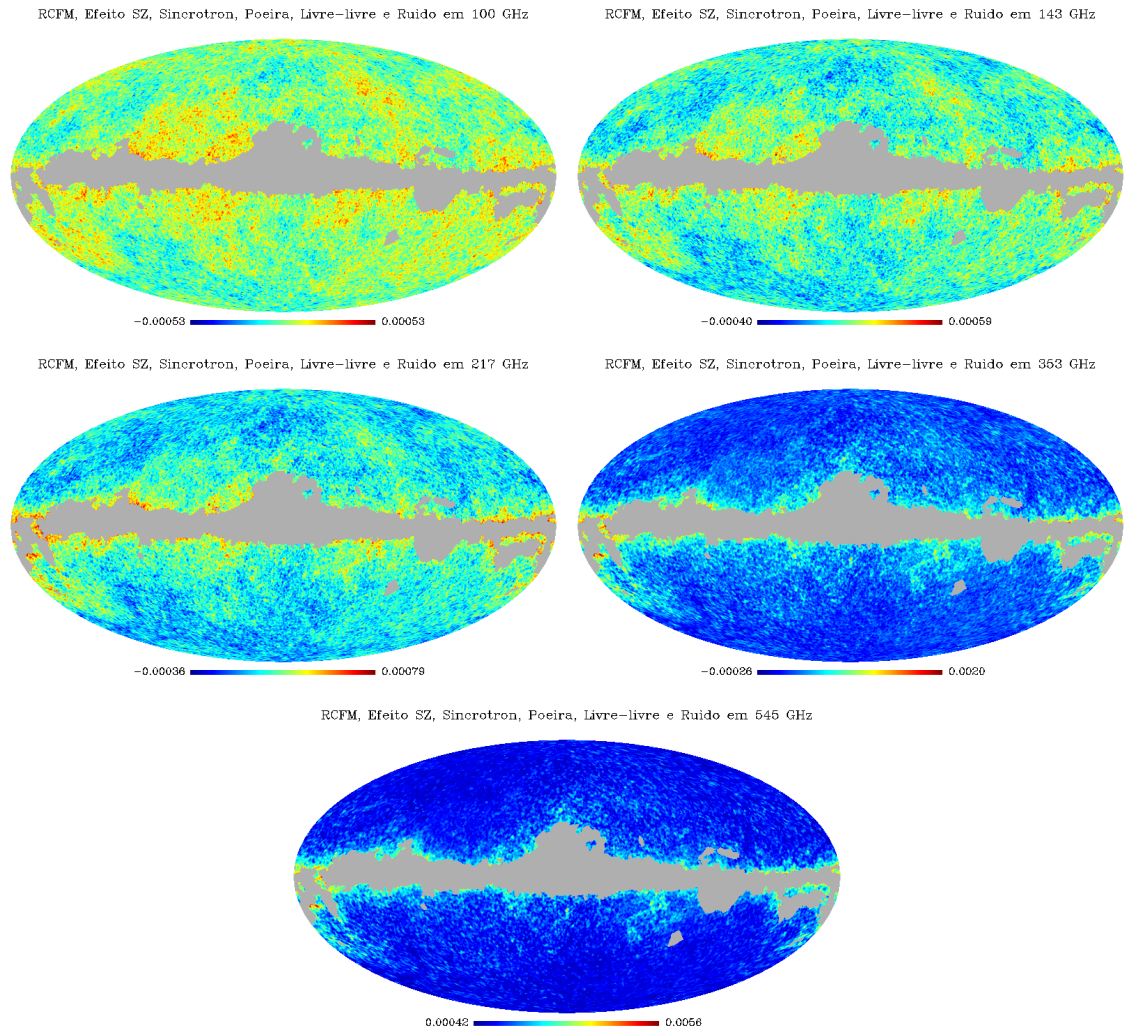 RCFM, Efeito SZ, Sincrotron, Poeira, Livre-livre e Ruido em 100 GHz
RCFM, Efeito SZ, Sincrotron, Poeira, Livre-livre e Ruido em 143 GHz
-0.00053 0.00053
-0.00040 0.00059
RCFM, Efeito SZ, Sincrotron, Poeira, Livre-livre e Ruido em 217 GHz
RCFM, Efeito SZ, Sincrotron, Poeira, Livre-livre e Ruido em 353 GHz
-0.00036 0.00079
-0.00026 0.0020
RCFM, Efeito SZ, Sincrotron, Poeira, Livre-livre e Ruido em 545 GHz
0.00042 0.0056